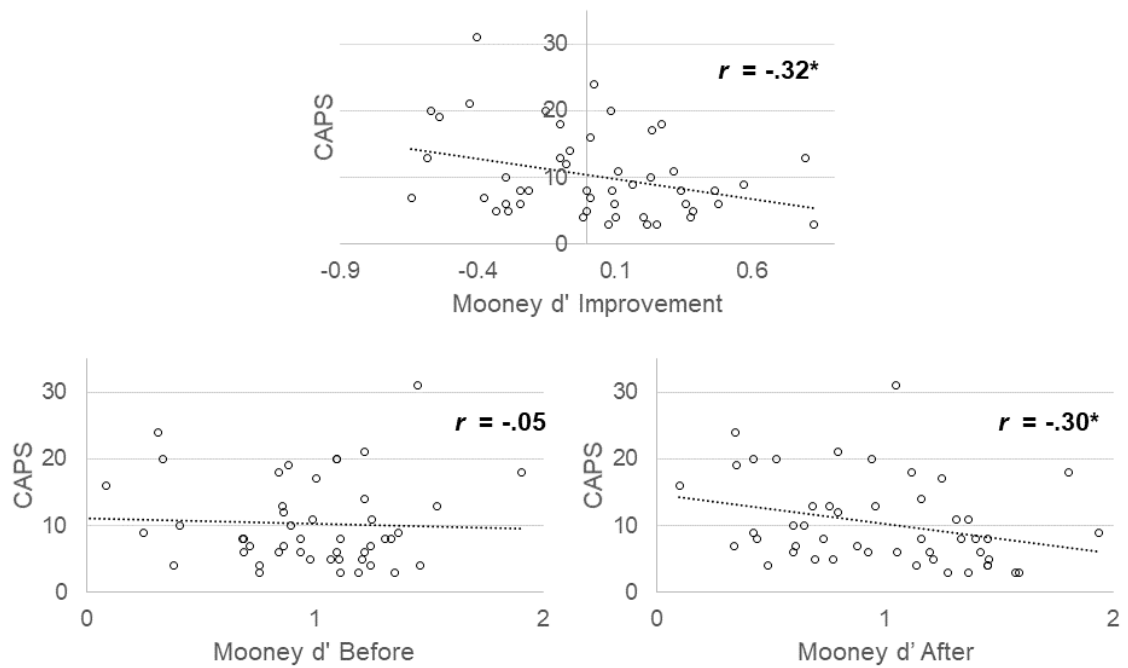 30
r = -.32*
20
CAPS
10
0
-0.9 -0.4 0.1 0.6
Mooney d' Improvement
30
r = -.05
20
CAPS
10
0
0 1 2
Mooney d' Before
30
r = -.30*
20
CAPS
10
0
0 1 2
Mooney d’ After